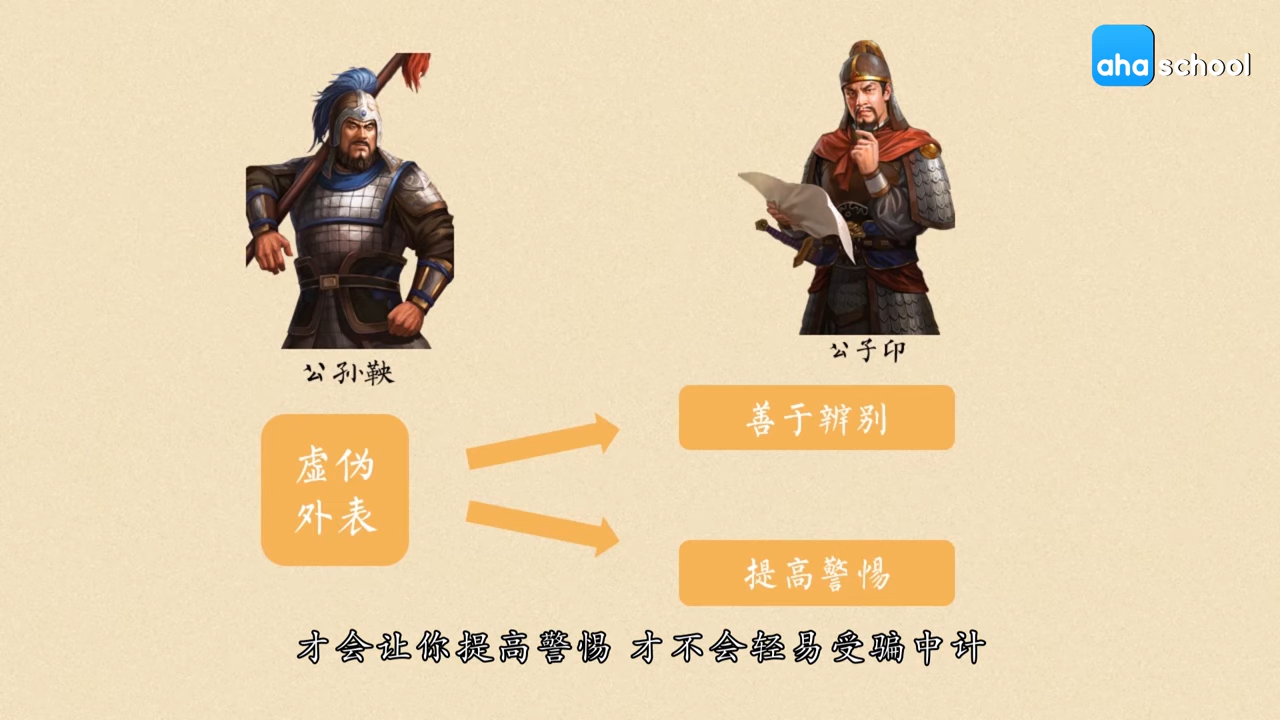 aha school
公孙鞅
公子印
虚伪
外表
善于辨别
提高警惕
才会让你提高警惕 才不会轻易受骗中计